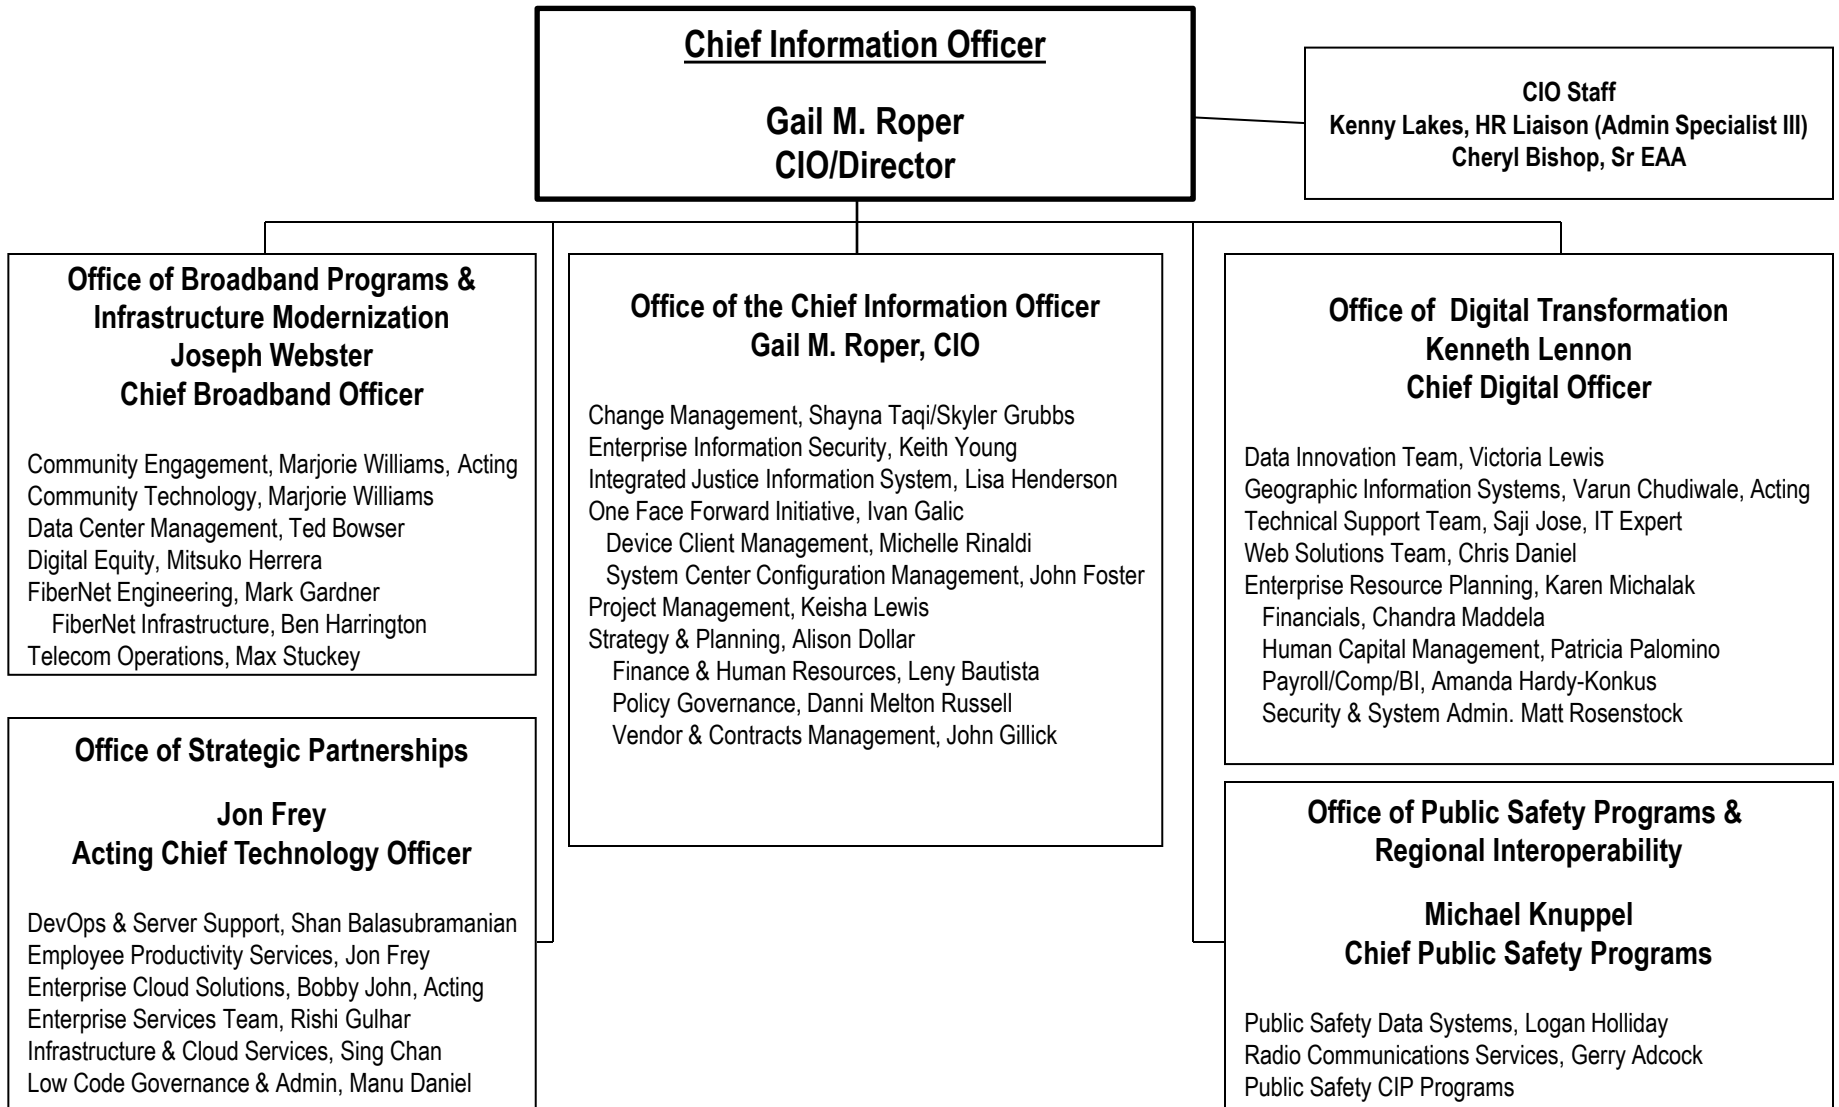 Chief Information Officer
Gail M. Roper
CIO/Director
CIO Staff
Kenny Lakes, HR Liaison (Admin Specialist III)
Cheryl Bishop, Sr EAA
Office of Broadband Programs &
Infrastructure Modernization
Joseph Webster
Chief Broadband Officer
Community Engagement, Marjorie Williams, Acting
Community Technology, Marjorie Williams
Data Center Management, Ted Bowser
Digital Equity, Mitsuko Herrera
FiberNet Engineering, Mark Gardner
FiberNet Infrastructure, Ben Harrington
Telecom Operations, Max Stuckey
Office of the Chief Information Officer
Gail M. Roper, CIO
Change Management, Shayna Taqi/Skyler Grubbs
Enterprise Information Security, Keith Young
Integrated Justice Information System, Lisa Henderson
One Face Forward Initiative, Ivan Galic
Device Client Management, Michelle Rinaldi
System Center Configuration Management, John Foster
Project Management, Keisha Lewis
Strategy & Planning, Alison Dollar
Finance & Human Resources, Leny Bautista
Policy Governance, Danni Melton Russell
Vendor & Contracts Management, John Gillick
Office of  Digital Transformation
Kenneth Lennon
Chief Digital Officer
Data Innovation Team, Victoria Lewis
Geographic Information Systems, Varun Chudiwale, Acting
Technical Support Team, Saji Jose, IT Expert
Web Solutions Team, Chris Daniel
Enterprise Resource Planning, Karen Michalak
Financials, Chandra Maddela
Human Capital Management, Patricia Palomino
Payroll/Comp/BI, Amanda Hardy-Konkus
Security & System Admin. Matt Rosenstock
Office of Strategic Partnerships
Jon Frey
Acting Chief Technology Officer
DevOps & Server Support, Shan Balasubramanian
Employee Productivity Services, Jon Frey
Enterprise Cloud Solutions, Bobby John, Acting
Enterprise Services Team, Rishi Gulhar
Infrastructure & Cloud Services, Sing Chan
Low Code Governance & Admin, Manu Daniel
Office of Public Safety Programs &
Regional Interoperability
Michael Knuppel
Chief Public Safety Programs
Public Safety Data Systems, Logan Holliday
Radio Communications Services, Gerry Adcock
Public Safety CIP Programs